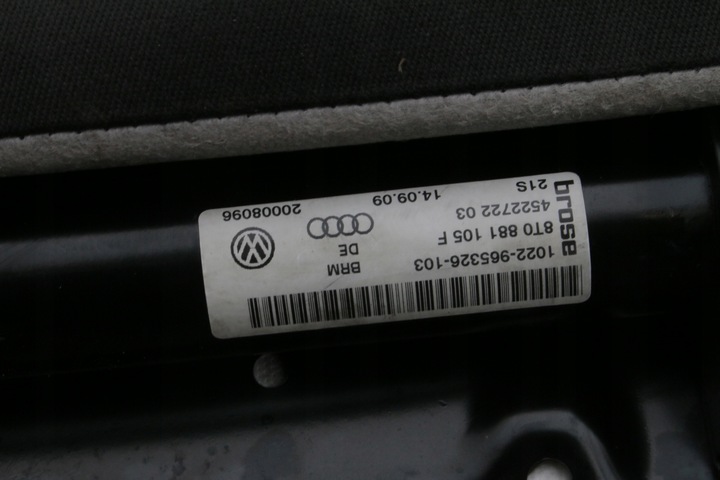 1022-965326-103
brose
8T0 881 105 F
4522722 03
21S
BRM
DE
14.09.09
20008096